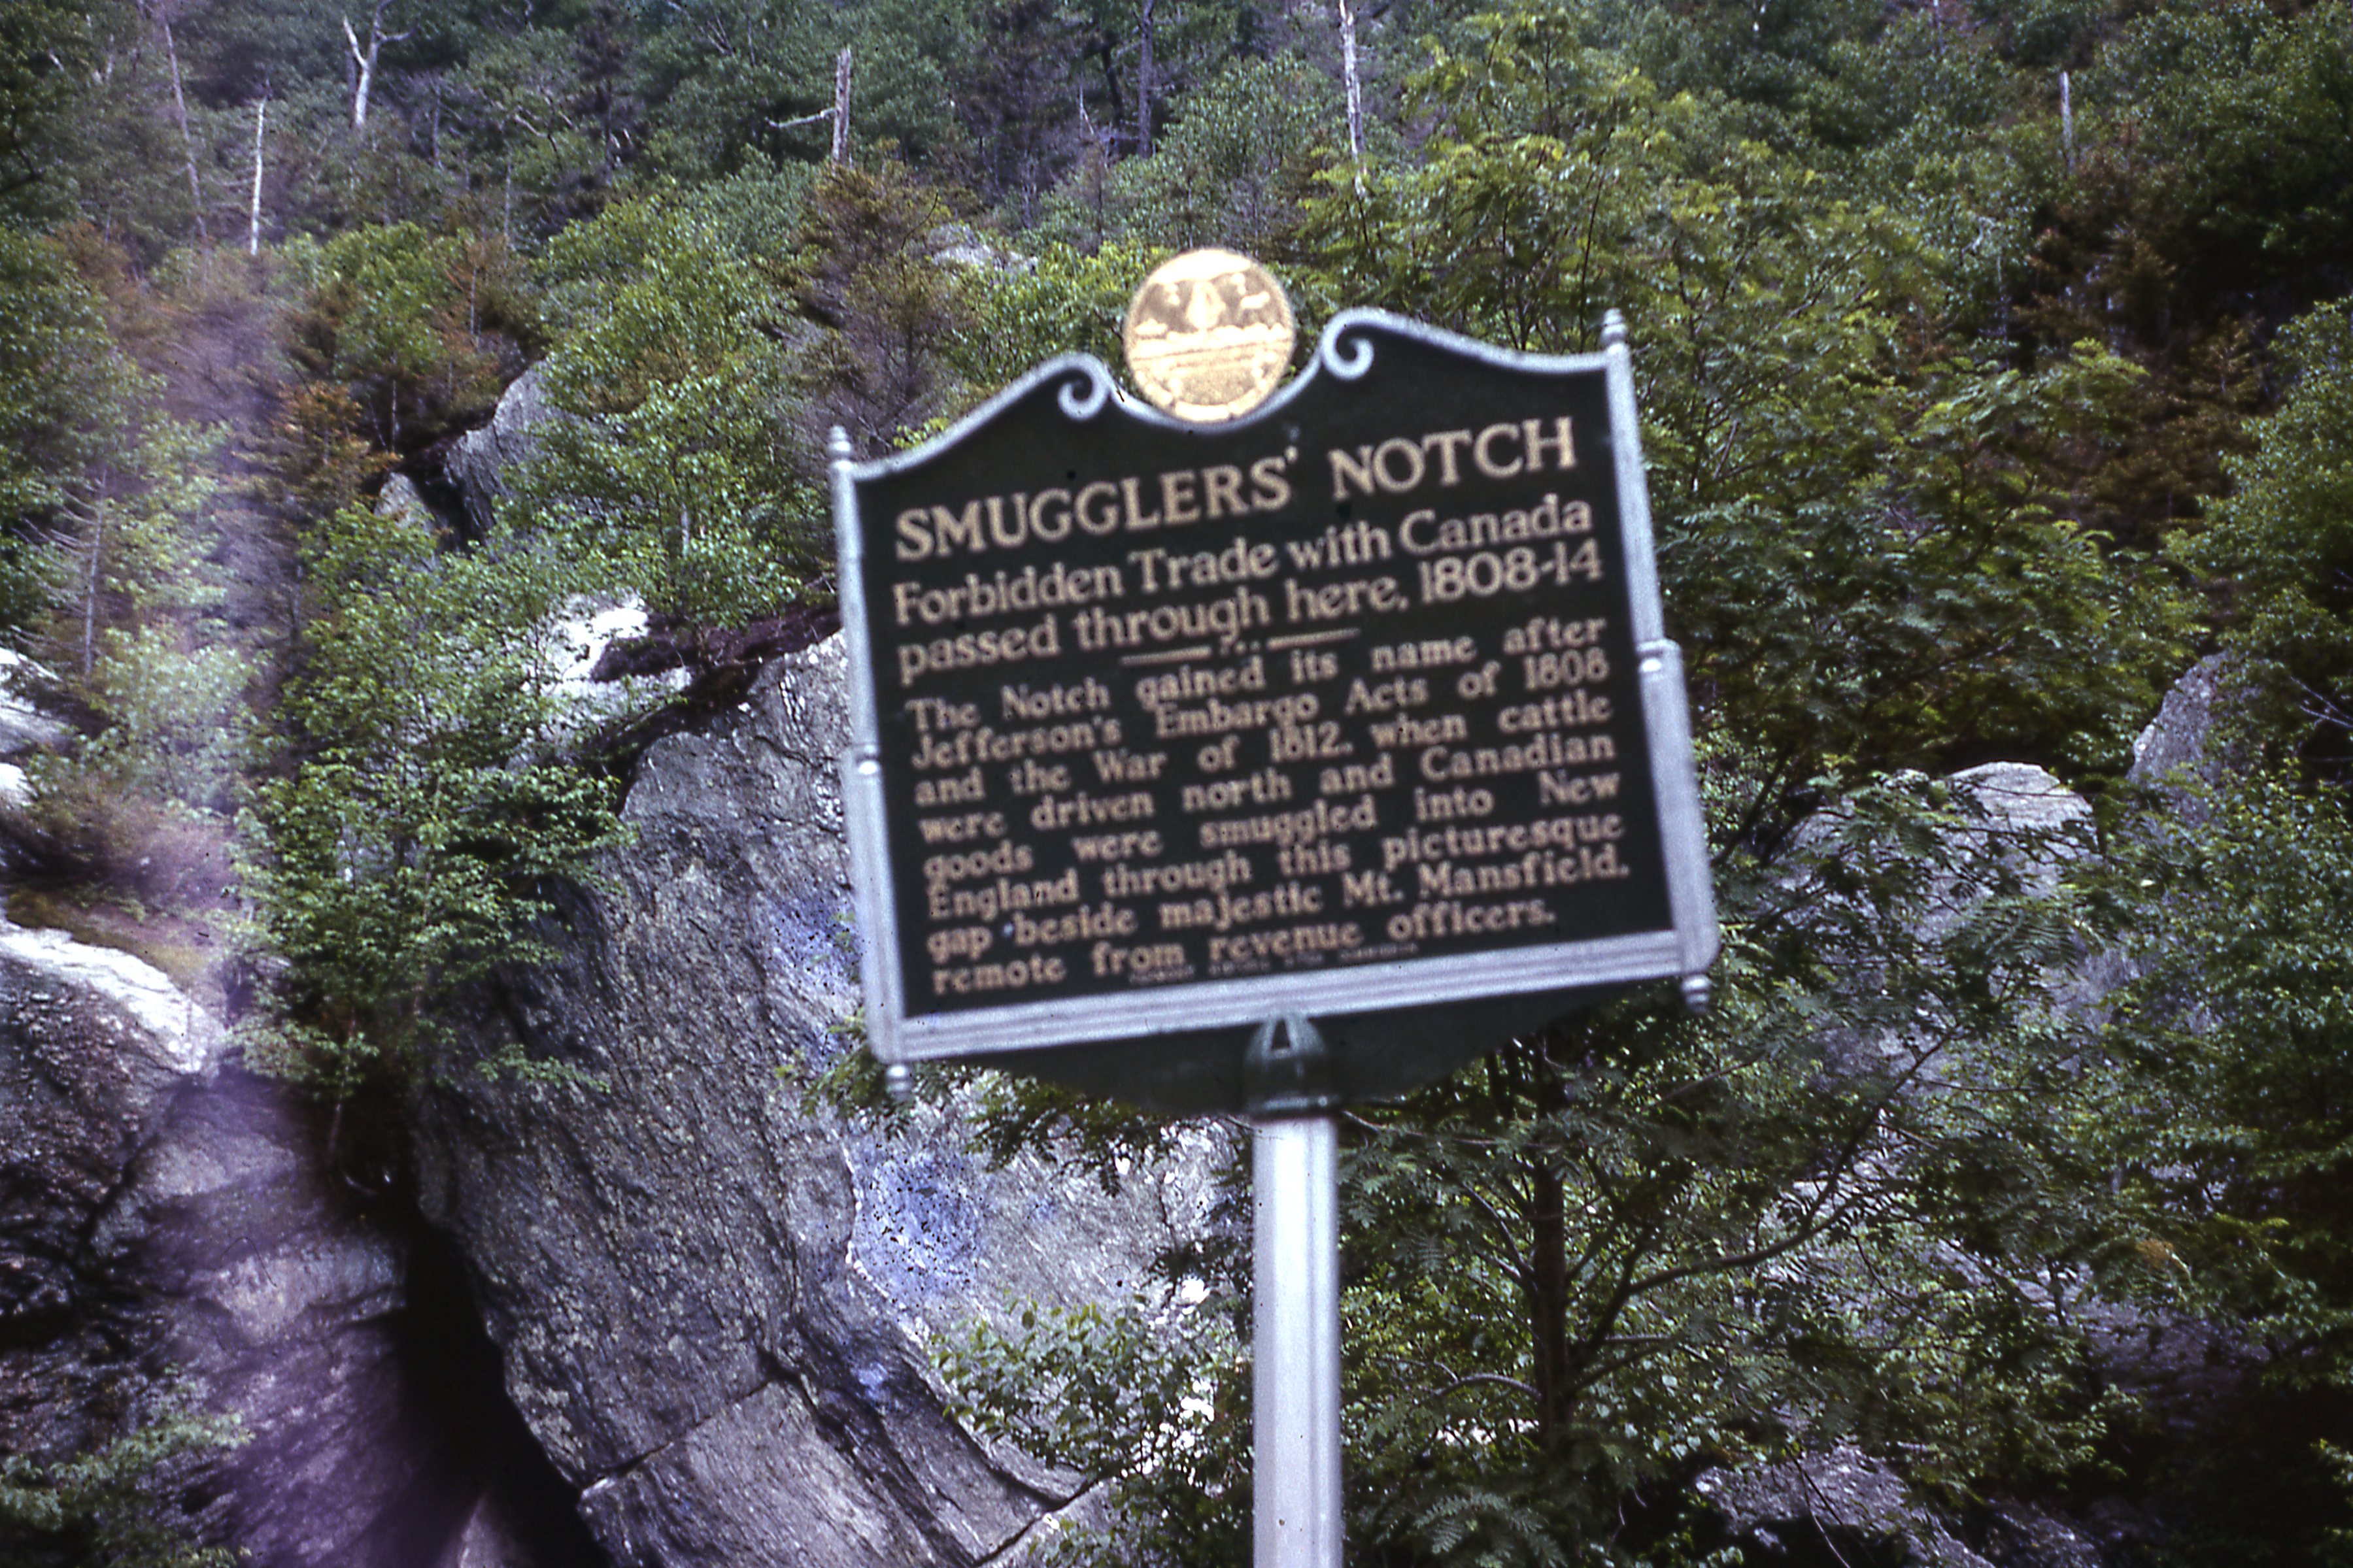 SMUGGLERS' NOTCH
Forbidden Trade with Canada
passed through here, 1808-14
The Notch gained its name after
Jefferson's Embargo Acts of 1808
and the War of 1812, when cattle
were driven north and Canadian
goods were smuggled into New
England through this picturesque
gap beside majestic Mt. Mansfield,
remote from revenue officers.